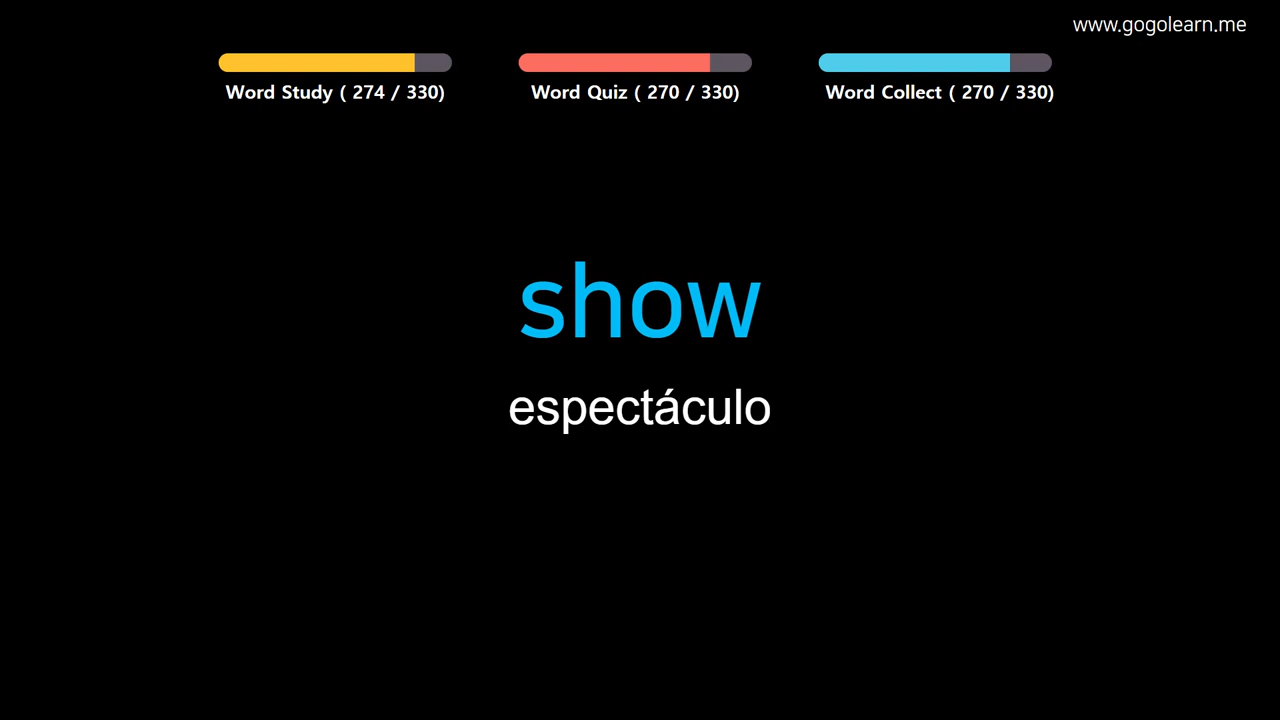 www.gogolearn.me
Word Study ( 274 / 330)
Word Quiz ( 270 / 330)
Word Collect ( 270 / 330)
show
espectáculo